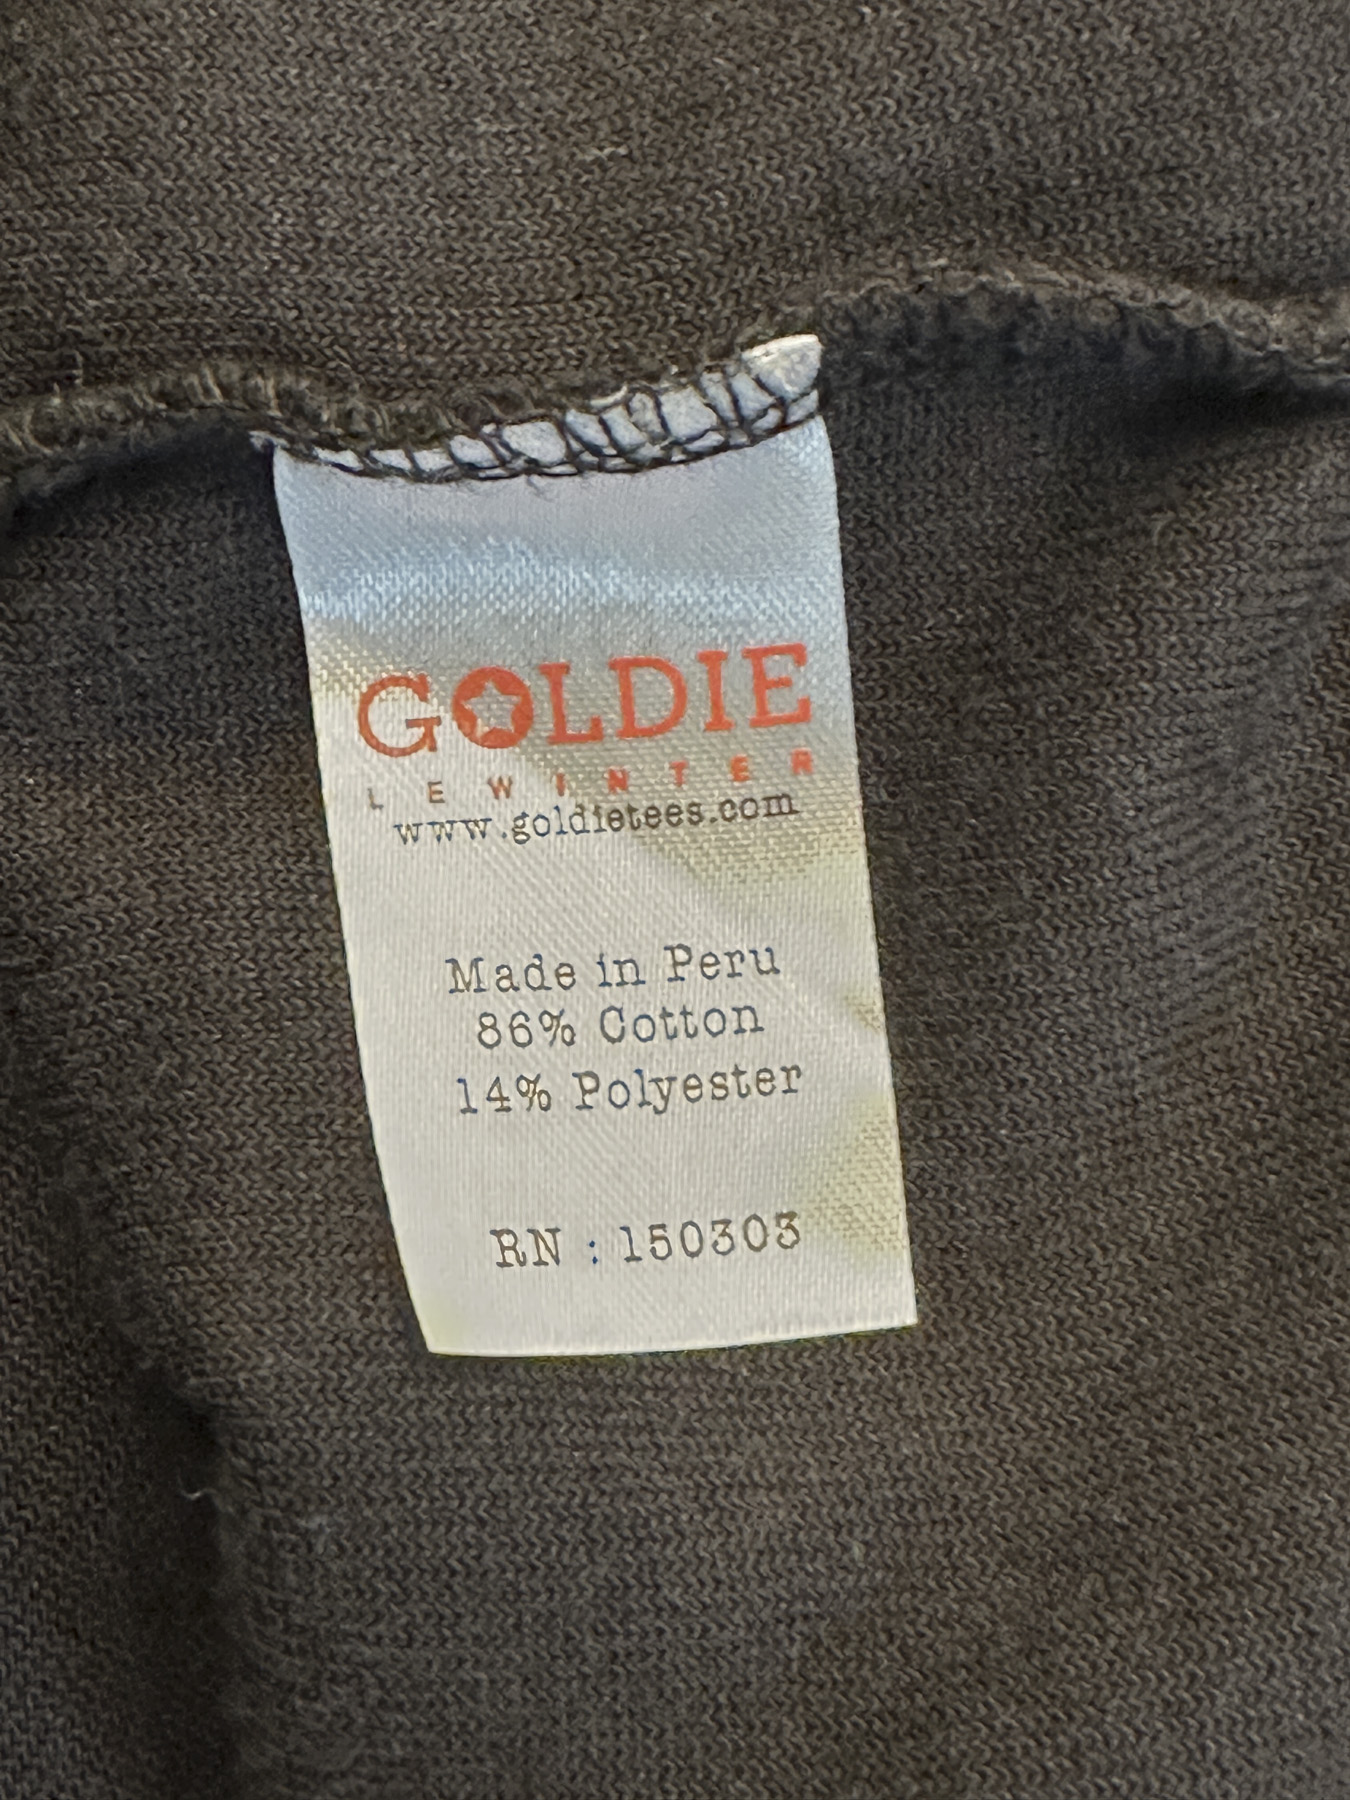 GOLDIE
LEWINTER
www.goldietees.com
Made in Peru
86% Cotton
14% Polyester
RN : 150303